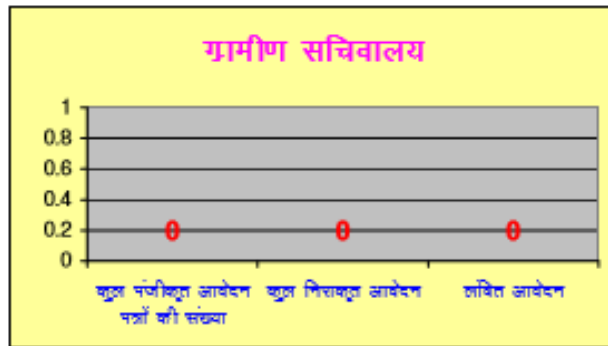 ग्रामीण सचिवालय
1
0.8
0.6
0.4
0.2
0
0 0 0
कुल पंजीकृत आवेदन पत्रों की संख्या
कुल निराकृत आवेदन
लंबित आवेदन